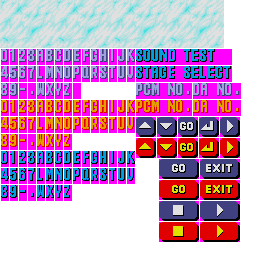 0123ABCDEFGHIJK SOUND TEST
4567LMNOPQRSTUV STAGE SELECT
89-.WXYZ PCM NO. DA NO.
0123ABCDEFGHIJK PCM NO. DA NO.
4567LMNOPQRSTUV GO
89-.WXYZ GO
0123ABCDEFGHIJK GO EXIT
4567LMNOPQRSTUV GO EXIT
89-.WXYZ